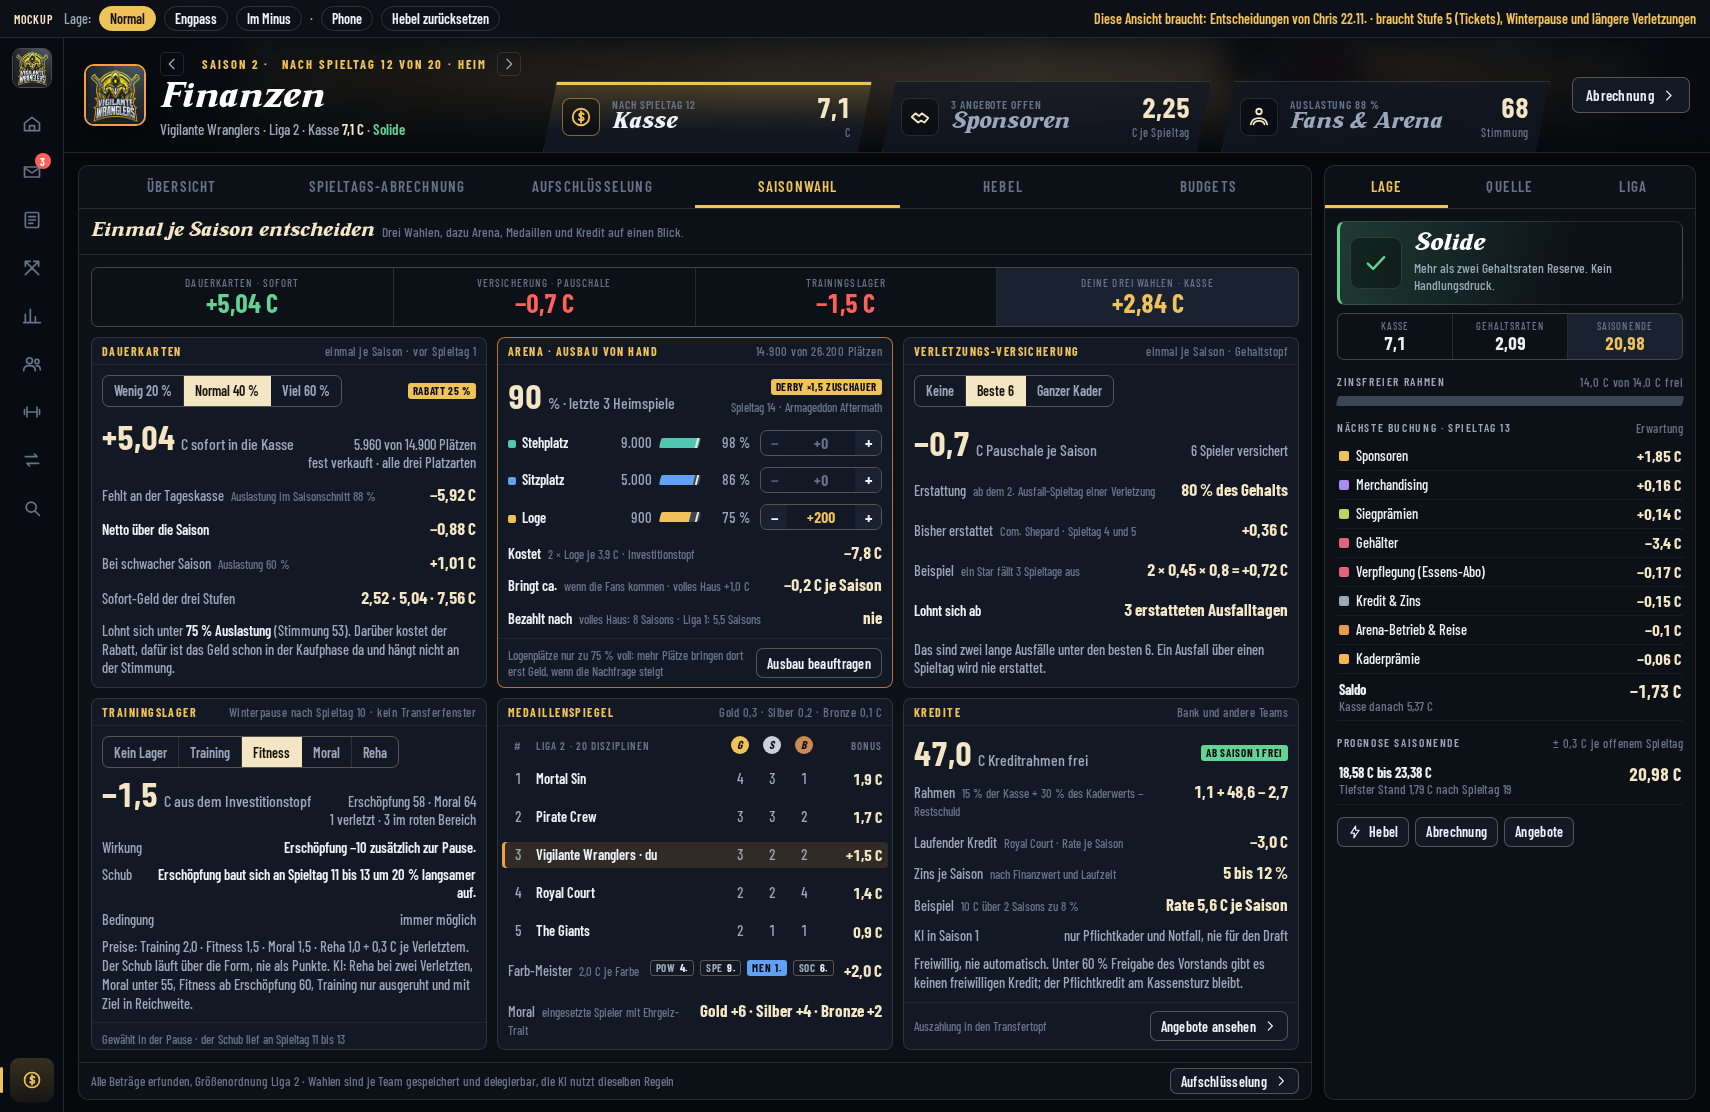 MOCKUP Lage: Normal Engpass Im Minus · Phone Hebel zurücksetzen
Diese Ansicht braucht: Entscheidungen von Chris 22.11. · braucht Stufe 5 (Tickets), Winterpause und längere Verletzungen
3
VIGILANTE WRANGLERS
SAISON 2 · NACH SPIELTAG 12 VON 20 · HEIM
Finanzen
Vigilante Wranglers · Liga 2 · Kasse 7,1 C · Solide
NACH SPIELTAG 12
Kasse
7,1
C
3 ANGEBOTE OFFEN
Sponsoren
2,25
C je Spieltag
AUSLASTUNG 88 %
Fans & Arena
68
Stimmung
Abrechnung
ÜBERSICHT SPIELTAGS-ABRECHNUNG AUFSCHLÜSSELUNG SAISONWAHL HEBEL BUDGETS
Einmal je Saison entscheiden Drei Wahlen, dazu Arena, Medaillen und Kredit auf einen Blick.
DAUERKARTEN · SOFORT
+5,04 C
VERSICHERUNG · PAUSCHALE
−0,7 C
TRAININGSLAGER
−1,5 C
DEINE DREI WAHLEN · KASSE
+2,84 C
DAUERKARTEN einmal je Saison · vor Spieltag 1
Wenig 20 % Normal 40 % Viel 60 % RABATT 25 %
+5,04 C sofort in die Kasse
5.960 von 14.900 Plätzen
fest verkauft · alle drei Platzarten
Fehlt an der Tageskasse Auslastung im Saisonschnitt 88 % −5,92 C
Netto über die Saison −0,88 C
Bei schwacher Saison Auslastung 60 % +1,01 C
Sofort-Geld der drei Stufen 2,52 · 5,04 · 7,56 C
Lohnt sich unter 75 % Auslastung (Stimmung 53). Darüber kostet der
Rabatt, dafür ist das Geld schon in der Kaufphase da und hängt nicht an
der Stimmung.
ARENA · AUSBAU VON HAND 14.900 von 26.200 Plätzen
90 % · letzte 3 Heimspiele
DERBY ×1,5 ZUSCHAUER
Spieltag 14 · Armageddon Aftermath
Stehplatz 9.000 98 % − +0 +
Sitzplatz 5.000 86 % − +0 +
Loge 900 75 % − +200 +
Kostet 2 × Loge je 3,9 C · Investitionstopf −7,8 C
Bringt ca. wenn die Fans kommen · volles Haus +1,0 C −0,2 C je Saison
Bezahlt nach volles Haus: 8 Saisons · Liga 1: 5,5 Saisons nie
Logenplätze nur zu 75 % voll: mehr Plätze bringen dort
erst Geld, wenn die Nachfrage steigt
Ausbau beauftragen
VERLETZUNGS-VERSICHERUNG einmal je Saison · Gehaltstopf
Keine Beste 6 Ganzer Kader
−0,7 C Pauschale je Saison 6 Spieler versichert
Erstattung ab dem 2. Ausfall-Spieltag einer Verletzung 80 % des Gehalts
Bisher erstattet Com. Shepard · Spieltag 4 und 5 +0,36 C
Beispiel ein Star fällt 3 Spieltage aus 2 × 0,45 × 0,8 = +0,72 C
Lohnt sich ab 3 erstatteten Ausfalltagen
Das sind zwei lange Ausfälle unter den besten 6. Ein Ausfall über einen
Spieltag wird nie erstattet.
TRAININGSLAGER Winterpause nach Spieltag 10 · kein Transferfenster
Kein Lager Training Fitness Moral Reha
−1,5 C aus dem Investitionstopf
Erschöpfung 58 · Moral 64
1 verletzt · 3 im roten Bereich
Wirkung Erschöpfung −10 zusätzlich zur Pause.
Schub Erschöpfung baut sich an Spieltag 11 bis 13 um 20 % langsamer
auf.
Bedingung immer möglich
Preise: Training 2,0 · Fitness 1,5 · Moral 1,5 · Reha 1,0 + 0,3 C je Verletztem.
Der Schub läuft über die Form, nie als Punkte. KI: Reha bei zwei Verletzten,
Moral unter 55, Fitness ab Erschöpfung 60, Training nur ausgeruht und mit
Ziel in Reichweite.
Gewählt in der Pause · der Schub lief an Spieltag 11 bis 13
MEDAILLENSPIEGEL Gold 0,3 · Silber 0,2 · Bronze 0,1 C
# LIGA 2 · 20 DISZIPLINEN G S B BONUS
1 Mortal Sin 4 3 1 1,9 C
2 Pirate Crew 3 3 2 1,7 C
3 Vigilante Wranglers · du 3 2 2 +1,5 C
4 Royal Court 2 2 4 1,4 C
5 The Giants 2 1 1 0,9 C
Farb-Meister 2,0 C je Farbe POW 4. SPE 9. MEN 1. SOC 6. +2,0 C
Moral eingesetzte Spieler mit Ehrgeiz-
Trait
Gold +6 · Silber +4 · Bronze +2
KREDITE Bank und andere Teams
47,0 C Kreditrahmen frei AB SAISON 1 FREI
Rahmen 15 % der Kasse + 30 % des Kaderwerts −
Restschuld
1,1 + 48,6 − 2,7
Laufender Kredit Royal Court · Rate je Saison −3,0 C
Zins je Saison nach Finanzwert und Laufzeit 5 bis 12 %
Beispiel 10 C über 2 Saisons zu 8 % Rate 5,6 C je Saison
KI in Saison 1 nur Pflichtkader und Notfall, nie für den Draft
Freiwillig, nie automatisch. Unter 60 % Freigabe des Vorstands gibt es
keinen freiwilligen Kredit; der Pflichtkredit am Kassensturz bleibt.
Auszahlung in den Transfertopf
Angebote ansehen
Alle Beträge erfunden, Größenordnung Liga 2 · Wahlen sind je Team gespeichert und delegierbar, die KI nutzt dieselben Regeln
Aufschlüsselung
LAGE QUELLE LIGA
Solide
Mehr als zwei Gehaltsraten Reserve. Kein
Handlungsdruck.
KASSE
7,1
GEHALTSRATEN
2,09
SAISONENDE
20,98
ZINSFREIER RAHMEN 14,0 C von 14,0 C frei
NÄCHSTE BUCHUNG · SPIELTAG 13 Erwartung
Sponsoren +1,85 C
Merchandising +0,16 C
Siegprämien +0,14 C
Gehälter −3,4 C
Verpflegung (Essens-Abo) −0,17 C
Kredit & Zins −0,15 C
Arena-Betrieb & Reise −0,1 C
Kaderprämie −0,06 C
Saldo
Kasse danach 5,37 C
−1,73 C
PROGNOSE SAISONENDE ± 0,3 C je offenem Spieltag
18,58 C bis 23,38 C
Tiefster Stand 1,79 C nach Spieltag 19
20,98 C
Hebel Abrechnung Angebote